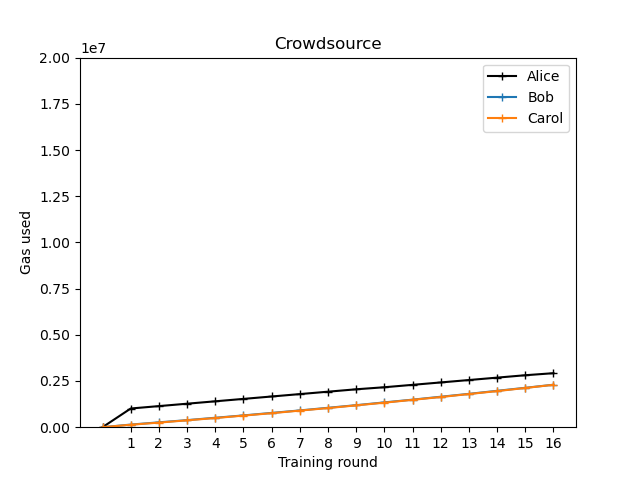 Crowdsource
1e7
2.00
1.75
1.50
1.25
1.00
0.75
0.50
0.25
0.00
Gas used
Alice
Bob
Carol
1 2 3 4 5 6 7 8 9 10 11 12 13 14 15 16
Training round